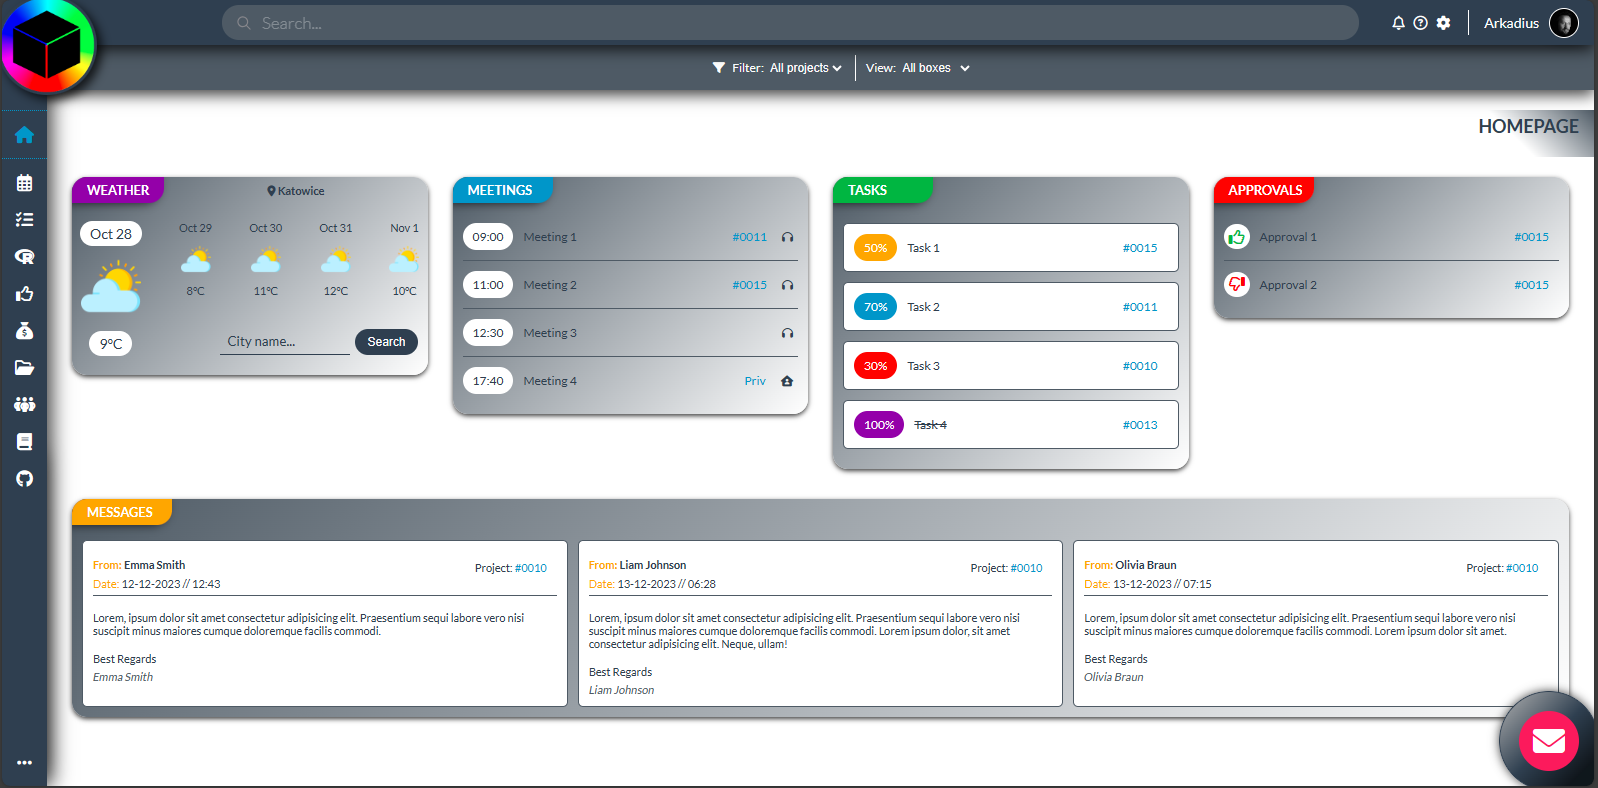 Search...
Arkadius
Filter: All projects
View: All boxes
HOMEPAGE
WEATHER
Katowice
Oct 28
Oct 29 Oct 30 Oct 31 Nov 1
8°C 11°C 12°C 10°C
9°C
City name...
Search
MEETINGS
09:00 Meeting 1 #0011
11:00 Meeting 2 #0015
12:30 Meeting 3
17:40 Meeting 4 Priv
TASKS
50% Task 1 #0015
70% Task 2 #0011
30% Task 3 #0010
100% Task 4 #0013
APPROVALS
Approval 1 #0015
Approval 2 #0015
MESSAGES
From: Emma Smith
Project: #0010
Date: 12-12-2023 // 12:43
Lorem, ipsum dolor sit amet consectetur adipisicing elit. Praesentium sequi labore vero nisi
suscipit minus maiores cumque doloremque facilis commodi.
Best Regards
Emma Smith
From: Liam Johnson
Project: #0010
Date: 13-12-2023 // 06:28
Lorem, ipsum dolor sit amet consectetur adipisicing elit. Praesentium sequi labore vero nisi
suscipit minus maiores cumque doloremque facilis commodi. Lorem ipsum dolor, sit amet
consectetur adipisicing elit. Neque, ullam!
Best Regards
Liam Johnson
From: Olivia Braun
Project: #0010
Date: 13-12-2023 // 07:15
Lorem, ipsum dolor sit amet consectetur adipisicing elit. Praesentium sequi labore vero nisi
suscipit minus maiores cumque doloremque facilis commodi. Lorem ipsum dolor sit amet.
Best Regards
Olivia Braun